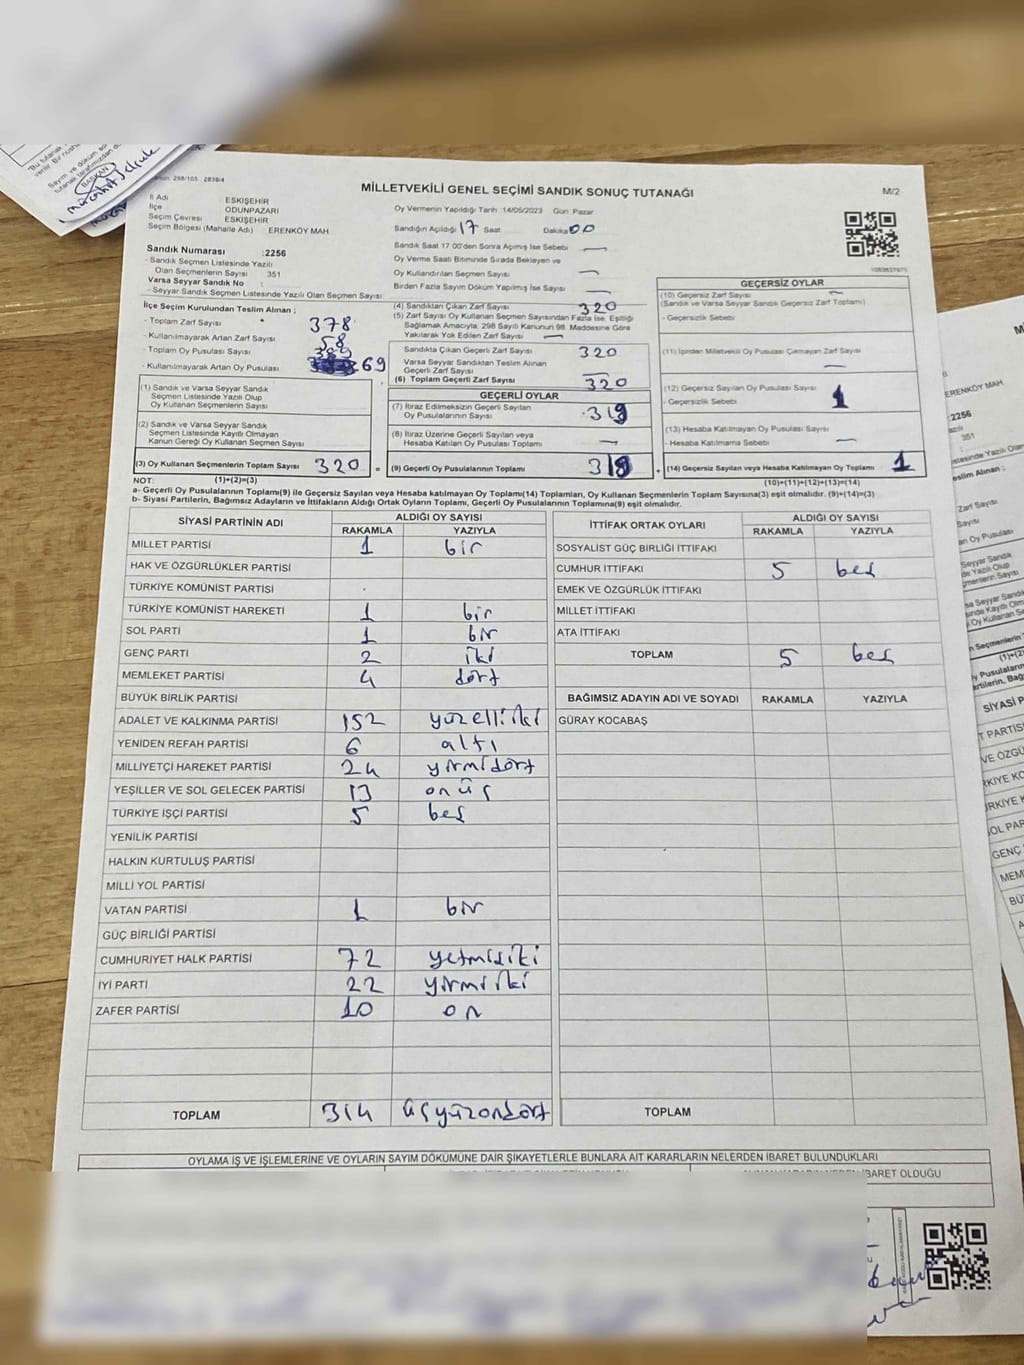 MİLLETVEKİLİ GENEL SEÇİMİ SANDIK SONUÇ TUTANAĞI
M/2
İl Adı ESKİŞEHİR
İlçe ODUNPAZARI
Seçim Çevresi ESKİŞEHİR
Seçim Bölgesi (Mahalle Adı) ERENKÖY MAH.
Sandık Numarası :2256
- Sandık Seçmen Listesinde Yazılı
Olan Seçmenlerin Sayısı 351
Varsa Seyyar Sandık No :
- Seyyar Sandık Seçmen Listesinde Yazılı Olan Seçmen Sayısı
İlçe Seçim Kurulundan Teslim Alınan ;
- Toplam Zarf Sayısı 378
- Kullanılmayarak Artan Zarf Sayısı 58
- Toplam Oy Pusulası Sayısı
- Kullanılmayarak Artan Oy Pusulası 69
(1) Sandık ve Varsa Seyyar Sandık
Seçmen Listesinde Yazılı Olup
Oy Kullanan Seçmenlerin Sayısı
(2) Sandık ve Varsa Seyyar Sandık
Seçmen Listesinde Kayıtlı Olmayan
Kanun Gereği Oy Kullanan Seçmen Sayısı
(3) Oy Kullanan Seçmenlerin Toplam Sayısı 320
Oy Vermenin Yapıldığı Tarih :14/05/2023 Gün: Pazar
Sandığın Açıldığı 17 Saat Dakika 00
Sandık Saat 17:00'den Sonra Açılmış İse Sebebi —
Oy Verme Saati Bitiminde Sırada Bekleyen ve
Oy Kullandırılan Seçmen Sayısı —
Birden Fazla Sayım Döküm Yapılmış İse Sayısı —
(4) Sandıktan Çıkan Zarf Sayısı 320
(5) Zarf Sayısı Oy Kullanan Seçmen Sayısından Fazla İse, Eşitliği
Sağlamak Amacıyla, 298 Sayılı Kanunun 98. Maddesine Göre
Yakılarak Yok Edilen Zarf Sayısı —
Sandıkta Çıkan Geçerli Zarf Sayısı 320
Varsa Seyyar Sandıktan Teslim Alınan
Geçerli Zarf Sayısı —
(6) Toplam Geçerli Zarf Sayısı 320
GEÇERLİ OYLAR
(7) İtiraz Edilmeksizin Geçerli Sayılan
Oy Pusulalarının Sayısı 319
(8) İtiraz Üzerine Geçerli Sayılan veya
Hesaba Katılan Oy Pusulası Toplamı —
(9) Geçerli Oy Pusulalarının Toplamı 319
GEÇERSİZ OYLAR
(10) Geçersiz Zarf Sayısı —
(Sandık ve Varsa Seyyar Sandık Geçersiz Zarf Toplamı)
- Geçersizlik Sebebi
(11) İçinden Milletvekili Oy Pusulası Çıkmayan Zarf Sayısı —
(12) Geçersiz Sayılan Oy Pusulası Sayısı 1
- Geçersizlik Sebebi
(13) Hesaba Katılmayan Oy Pusulası Sayısı
- Hesaba Katılmama Sebebi —
(14) Geçersiz Sayılan veya Hesaba Katılmayan Oy Toplamı 1
NOT: (1)+(2)=(3) (10)+(11)+(12)+(13)=(14)
a- Geçerli Oy Pusulalarının Toplamı(9) ile Geçersiz Sayılan veya Hesaba katılmayan Oy Toplamı(14) Toplamları, Oy Kullanan Seçmenlerin Toplam Sayısına(3) eşit olmalıdır. (9)+(14)=(3)
b- Siyasi Partilerin, Bağımsız Adayların ve İttifakların Aldığı Ortak Oyların Toplamı, Geçerli Oy Pusulalarının Toplamına(9) eşit olmalıdır.
SİYASİ PARTİNİN ADI ALDIĞI OY SAYISI
RAKAMLA YAZIYLA
MİLLET PARTİSİ 1 bir
HAK VE ÖZGÜRLÜKLER PARTİSİ
TÜRKİYE KOMÜNİST PARTİSİ
TÜRKİYE KOMÜNİST HAREKETİ 1 bir
SOL PARTİ 1 bir
GENÇ PARTİ 2 iki
MEMLEKET PARTİSİ 4 dört
BÜYÜK BİRLİK PARTİSİ
ADALET VE KALKINMA PARTİSİ 152 yüzelliiki
YENİDEN REFAH PARTİSİ 6 altı
MİLLİYETÇİ HAREKET PARTİSİ 24 yirmidört
YEŞİLLER VE SOL GELECEK PARTİSİ 13 onüç
TÜRKİYE İŞÇİ PARTİSİ 5 beş
YENİLİK PARTİSİ
HALKIN KURTULUŞ PARTİSİ
MİLLİ YOL PARTİSİ
VATAN PARTİSİ 1 bir
GÜÇ BİRLİĞİ PARTİSİ
CUMHURİYET HALK PARTİSİ 72 yetmişiki
İYİ PARTİ 22 yirmiiki
ZAFER PARTİSİ 10 on
TOPLAM 314 üçyüzondört
İTTİFAK ORTAK OYLARI ALDIĞI OY SAYISI
RAKAMLA YAZIYLA
SOSYALİST GÜÇ BİRLİĞİ İTTİFAKI
CUMHUR İTTİFAKI 5 beş
EMEK VE ÖZGÜRLÜK İTTİFAKI
MİLLET İTTİFAKI
ATA İTTİFAKI
TOPLAM 5 beş
BAĞIMSIZ ADAYIN ADI VE SOYADI RAKAMLA YAZIYLA
GÜRAY KOCABAŞ
TOPLAM
OYLAMA İŞ VE İŞLEMLERİNE VE OYLARIN SAYIM DÖKÜMÜNE DAİR ŞİKAYETLERLE BUNLARA AİT KARARLARIN NELERDEN İBARET BULUNDUKLARI
İBARET OLDUĞU
BAŞKAN
ERENKÖY MAH.
:2256
351